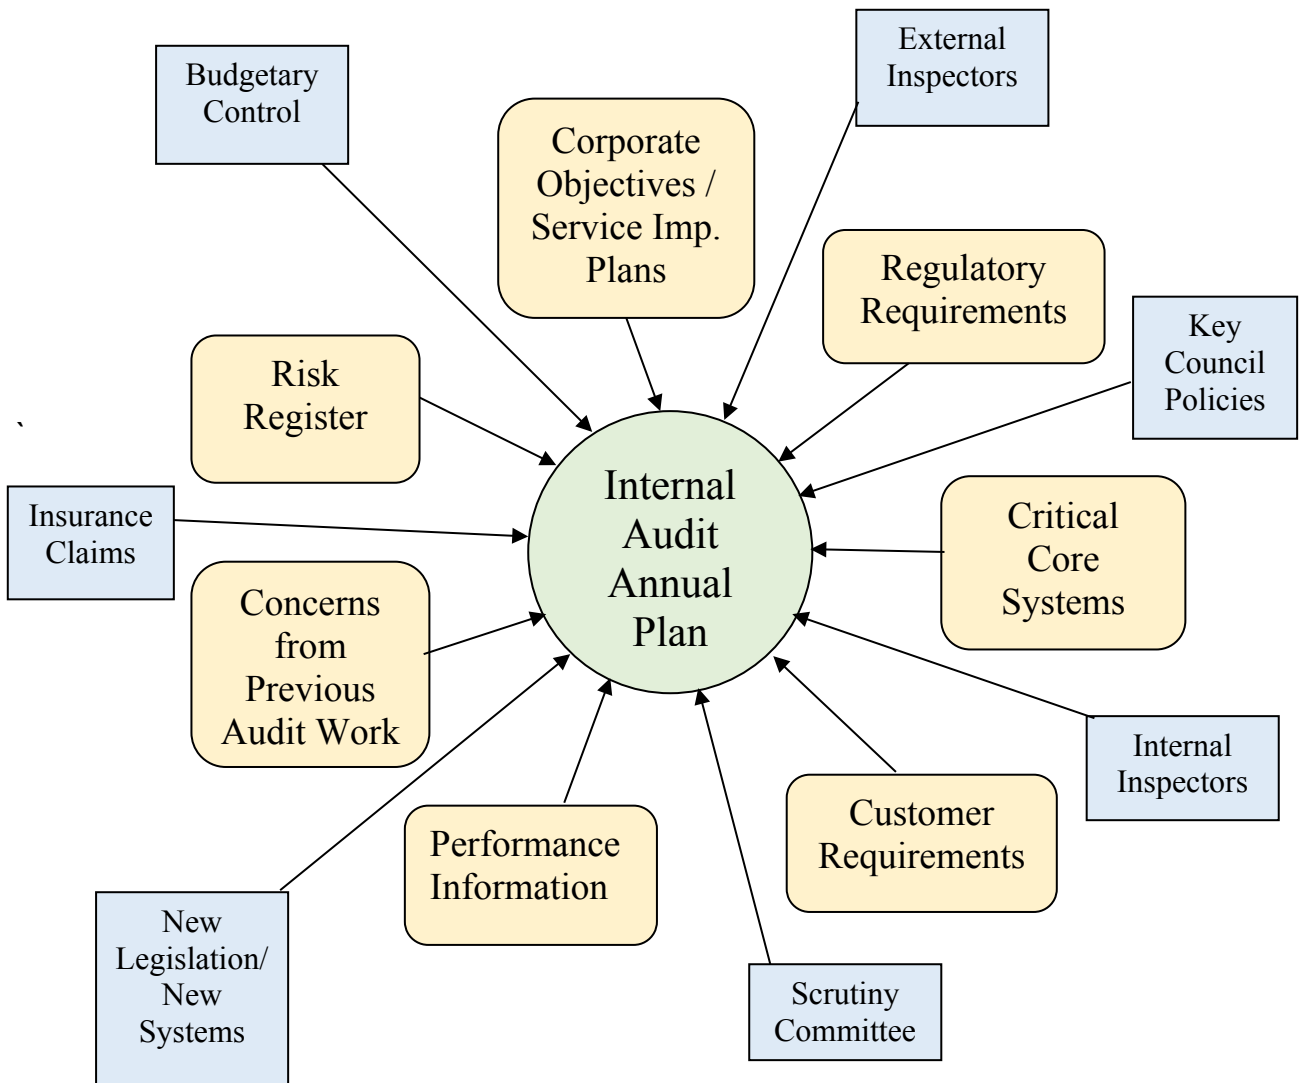 External
Inspectors
Budgetary
Control
Corporate
Objectives /
Service Imp.
Plans
Regulatory
Requirements
Key
Council
Policies
Risk
Register
`
Internal
Audit
Annual
Plan
Insurance
Claims
Critical
Core
Systems
Concerns
from
Previous
Audit Work
Internal
Inspectors
Customer
Requirements
Performance
Information
New
Legislation/
New
Systems
Scrutiny
Committee